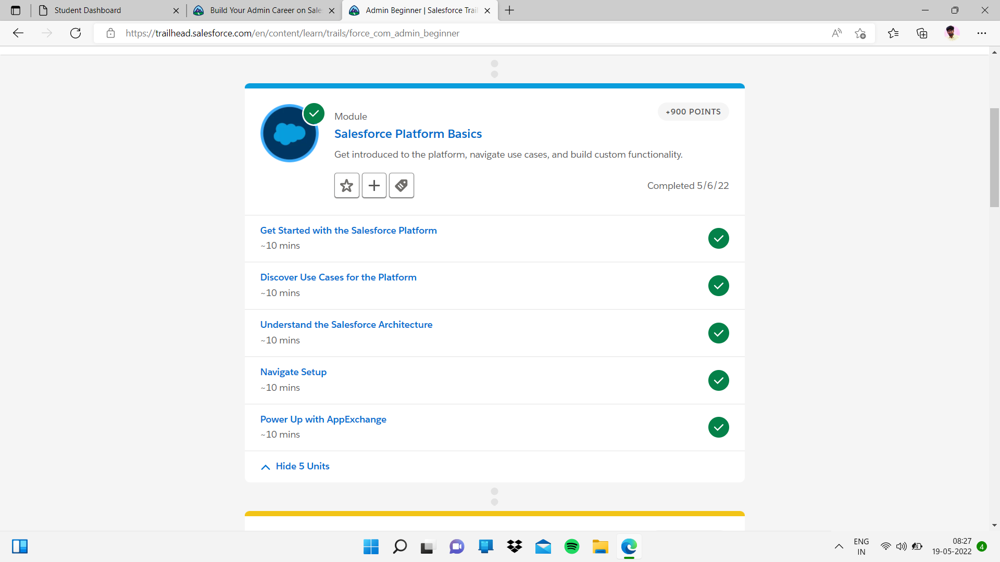 Student Dashboard
Build Your Admin Career on Sale
Admin Beginner | Salesforce Trail
https://trailhead.salesforce.com/en/content/learn/trails/force_com_admin_beginner
+900 POINTS
Module
Salesforce Platform Basics
Get introduced to the platform, navigate use cases, and build custom functionality.
Completed 5/6/22
Get Started with the Salesforce Platform
~10 mins
Discover Use Cases for the Platform
~10 mins
Understand the Salesforce Architecture
~10 mins
Navigate Setup
~10 mins
Power Up with AppExchange
~10 mins
Hide 5 Units
ENG
IN
08:27
19-05-2022
4